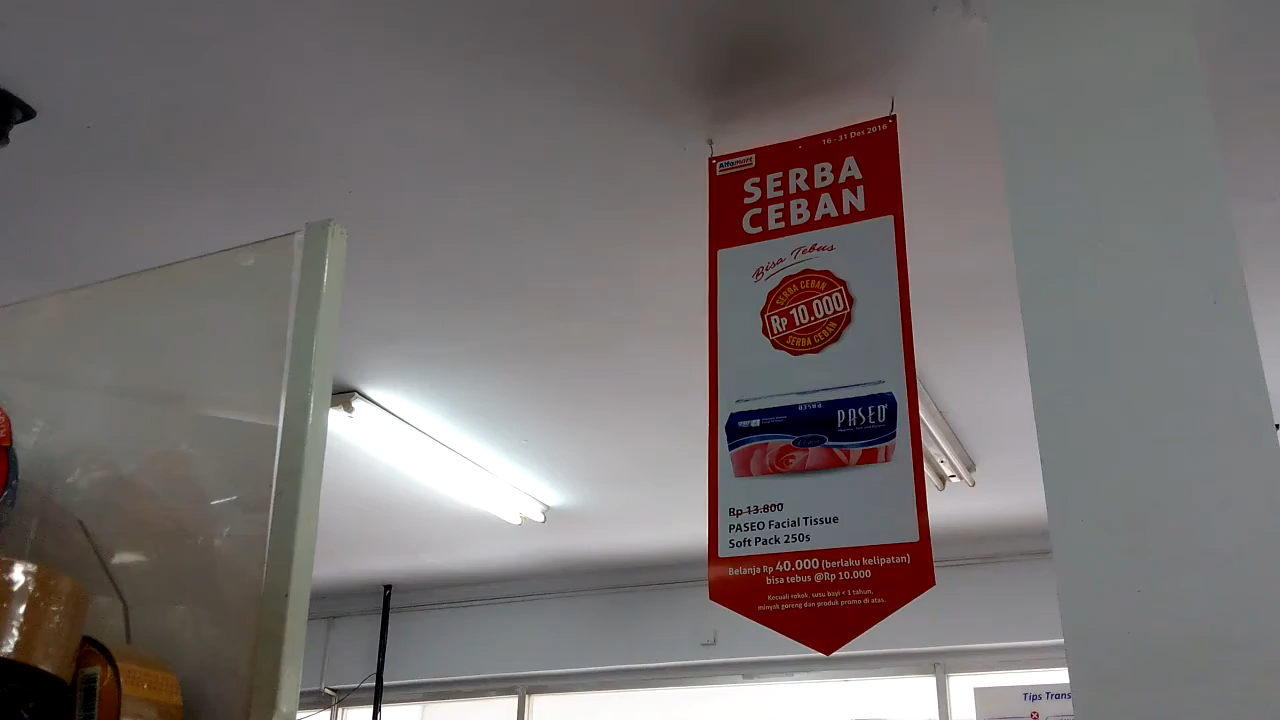 Alfamart
16 - 31 Des 2016
SERBA
CEBAN
Bisa Tebus
SERBA CEBAN
Rp 10.000
SERBA CEBAN
PASEO
PASEO
Rp 13.800
PASEO Facial Tissue
Soft Pack 250s
Belanja Rp 40.000 (berlaku kelipatan)
bisa tebus @Rp 10.000
Kecuali rokok, susu bayi < 1 tahun,
minyak goreng dan produk promo di atas.
Tips Trans